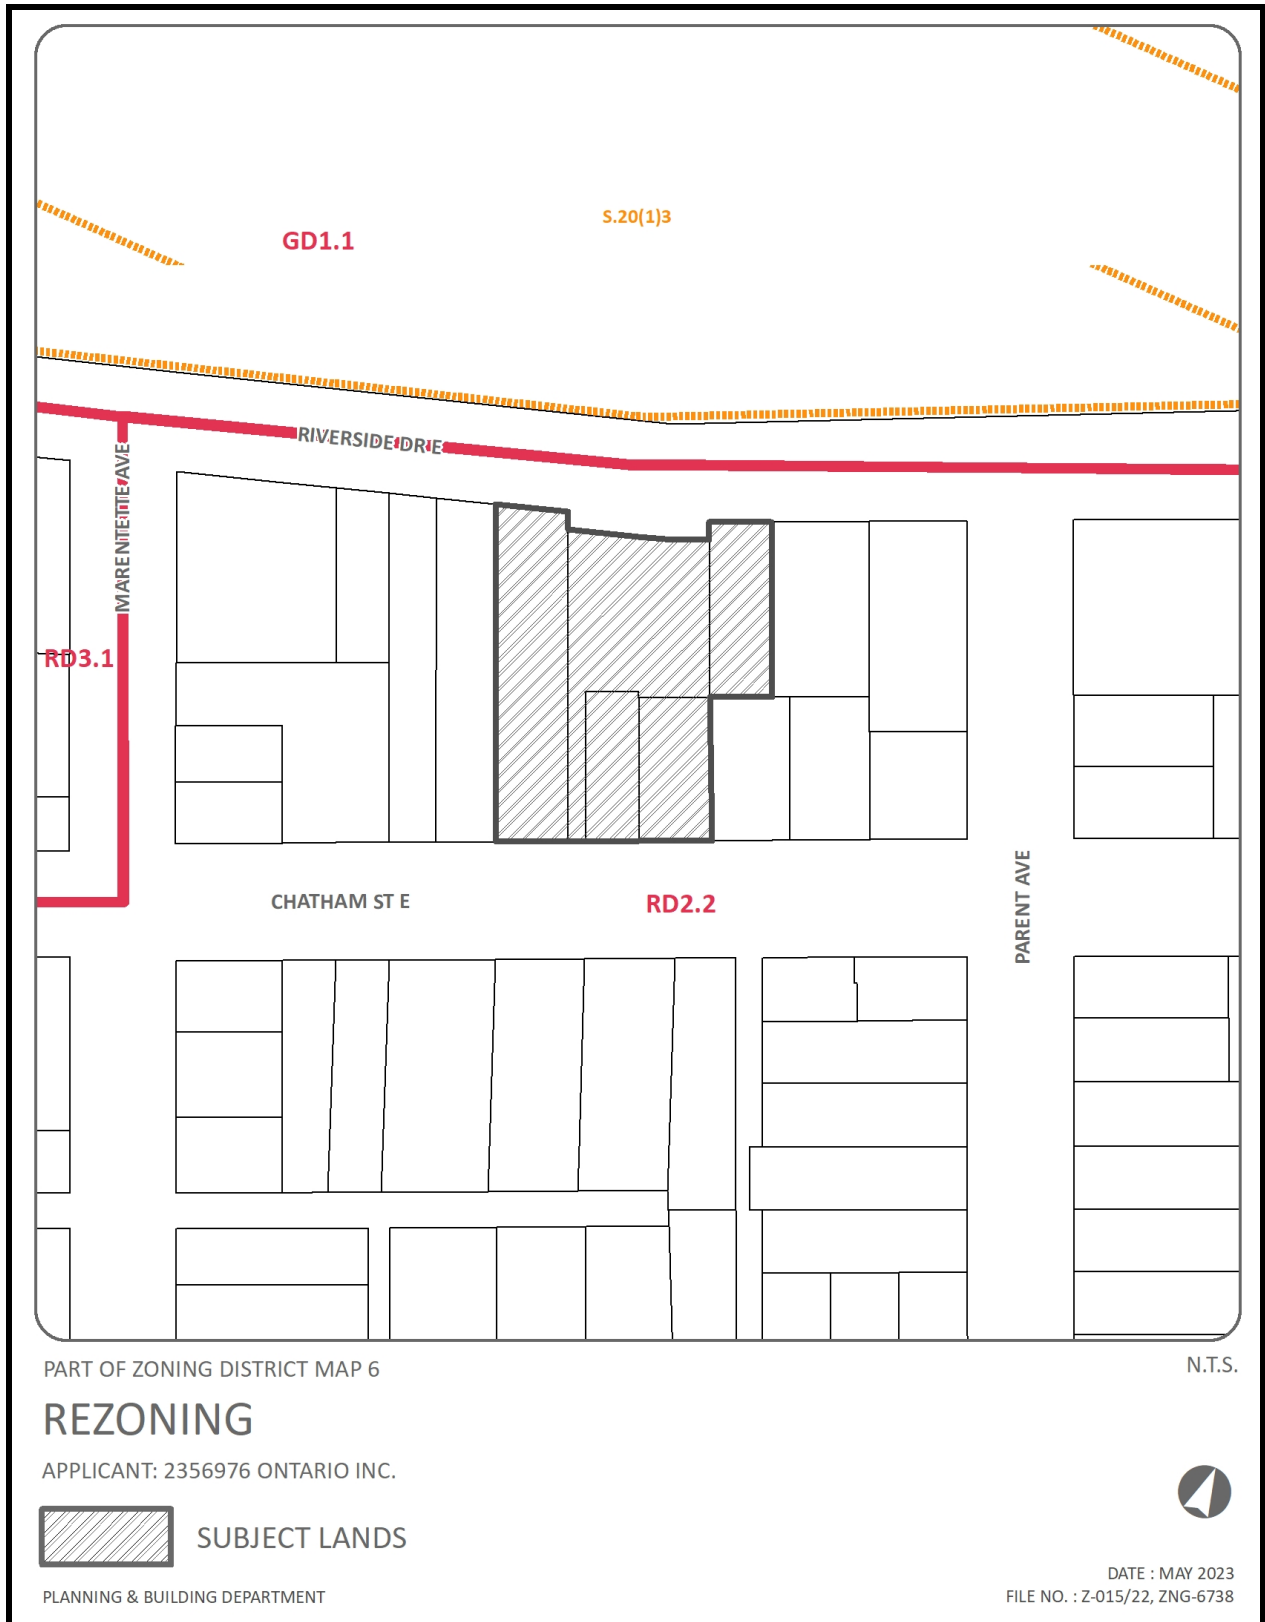 S.20(1)3
GD1.1
RIVERSIDE DR E
MARENTETTE AVE
RD3.1
CHATHAM ST E
RD2.2
PARENT AVE
PART OF ZONING DISTRICT MAP 6
N.T.S.
REZONING
APPLICANT: 2356976 ONTARIO INC.
SUBJECT LANDS
PLANNING & BUILDING DEPARTMENT
DATE : MAY 2023
FILE NO. : Z-015/22, ZNG-6738